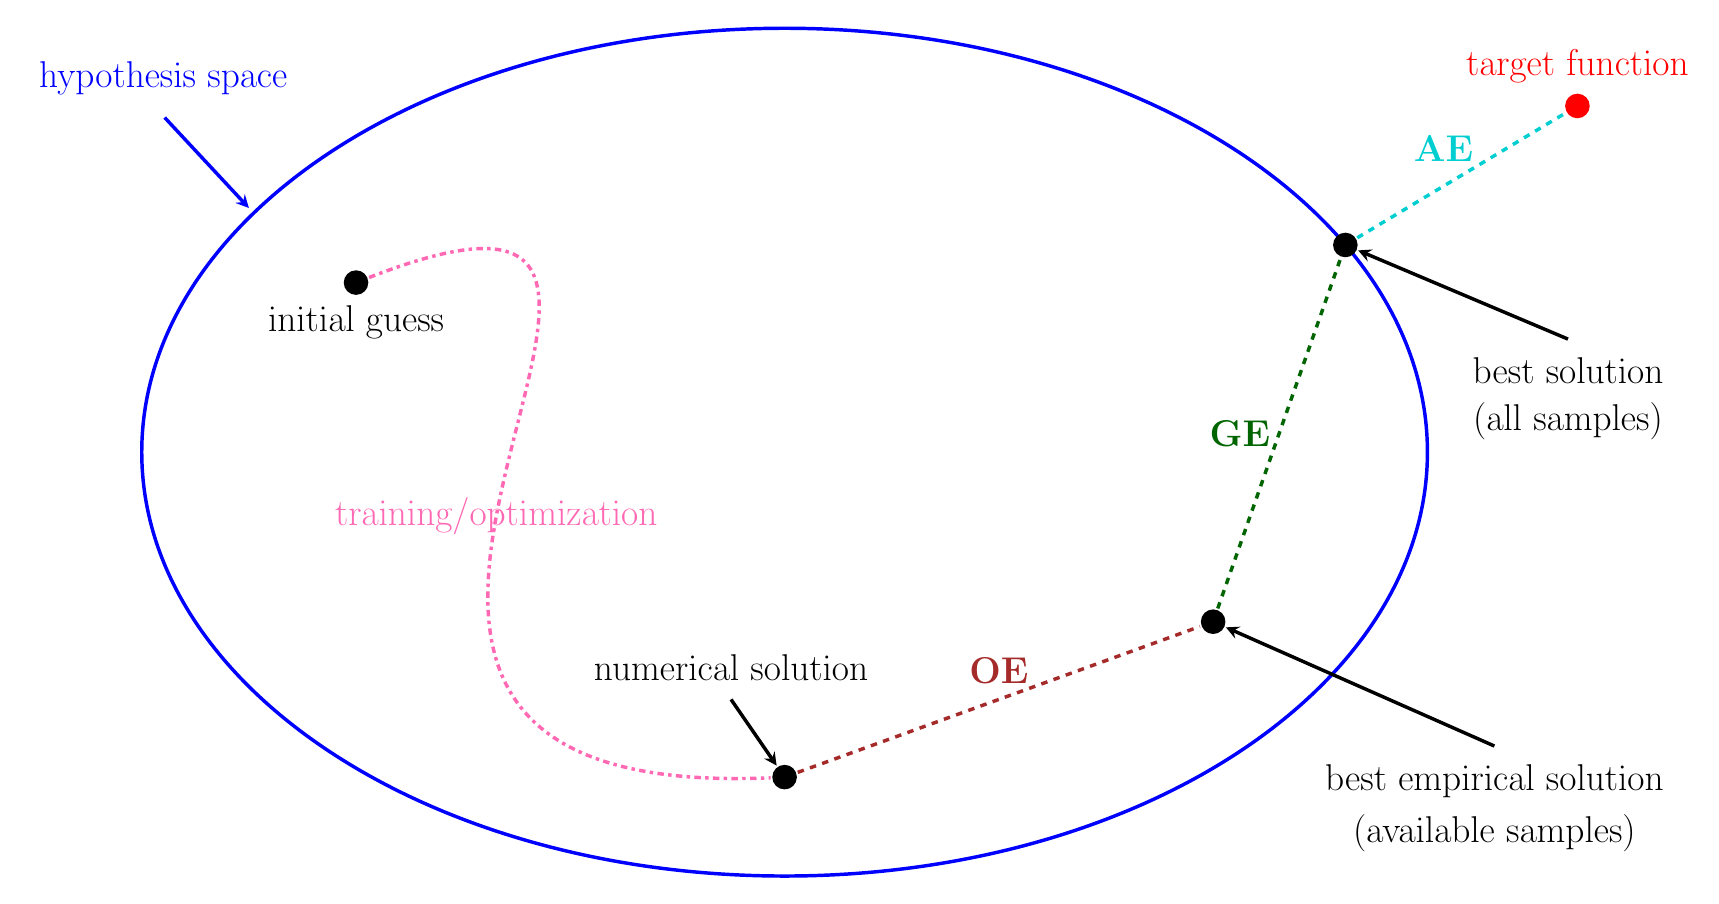 target function
hypothesis space
AE
initial guess
best solution
(all samples)
GE
training/optimization
numerical solution
OE
best empirical solution
(available samples)